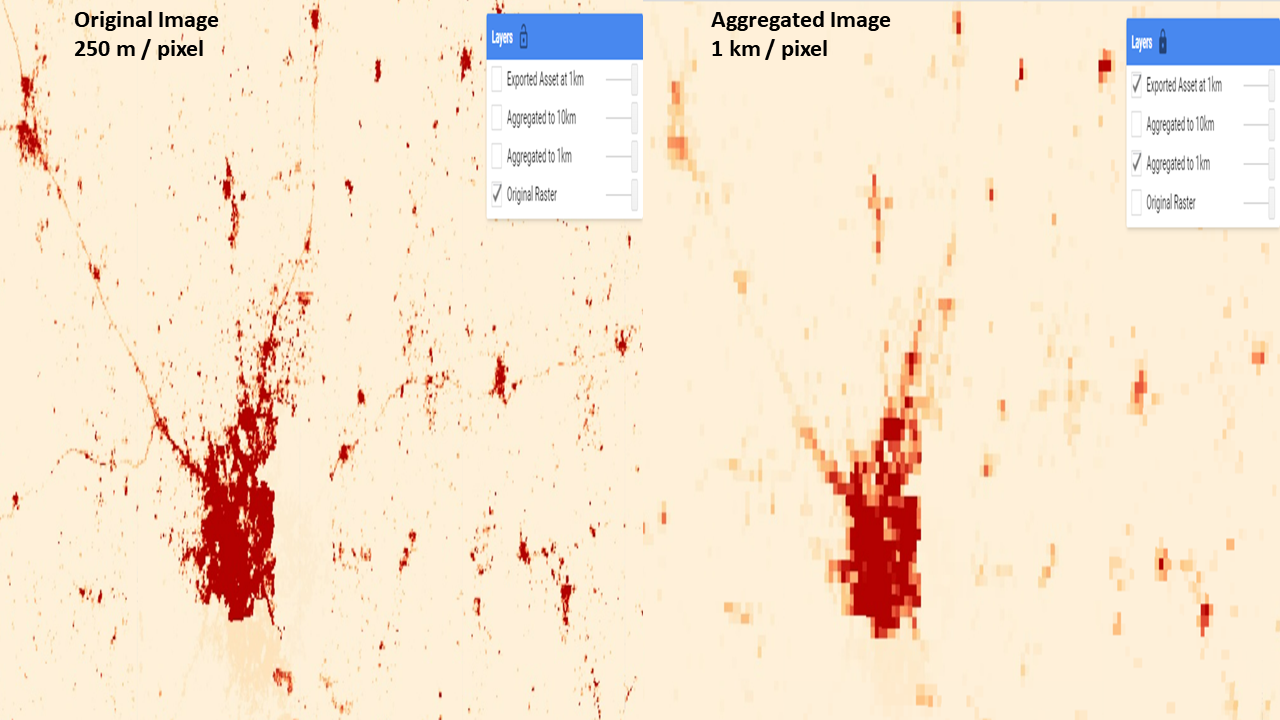 Original Image
250 m / pixel
Layers
Exported Asset at 1km
Aggregated to 10km
Aggregated to 1km
Original Raster
Aggregated Image
1 km / pixel
Layers
Exported Asset at 1km
Aggregated to 10km
Aggregated to 1km
Original Raster